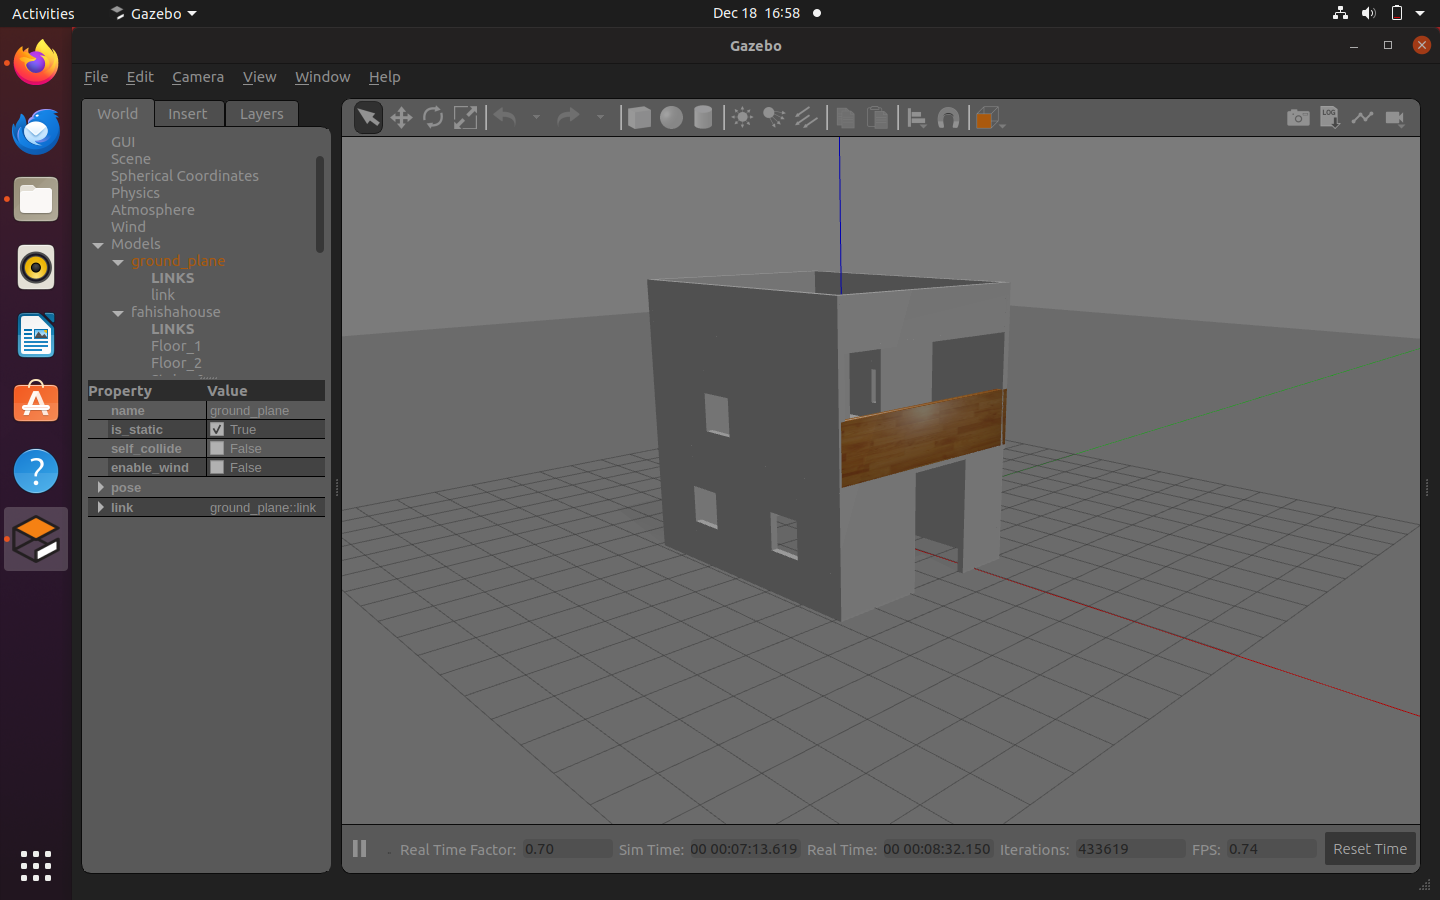 Activities
Gazebo
Dec 18 16:58
Gazebo
File Edit Camera View Window Help
World Insert Layers
GUI
Scene
Spherical Coordinates
Physics
Atmosphere
Wind
Models
ground_plane
LINKS
link
fahishahouse
LINKS
Floor_1
Floor_2
Property Value
name ground_plane
is_static True
self_collide False
enable_wind False
pose
link ground_plane::link
LOG
Real Time Factor: 0.70 Sim Time: 00 00:07:13.619 Real Time: 00 00:08:32.150 Iterations: 433619 FPS: 0.74 Reset Time